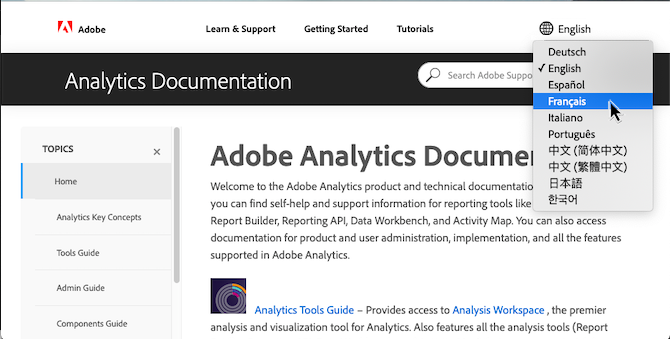 Adobe
Learn & Support
Getting Started
Tutorials
English
Deutsch
✓ English
Español
Français
Italiano
Português
中文 (简体中文)
中文 (繁體中文)
日本語
한국어
Analytics Documentation
Search Adobe Suppo
TOPICS
×
Home
Analytics Key Concepts
Tools Guide
Admin Guide
Components Guide
Adobe Analytics Docume
Welcome to the Adobe Analytics product and technical documentatio
you can find self-help and support information for reporting tools like
Report Builder, Reporting API, Data Workbench, and Activity Map. You can also access
documentation for product and user administration, implementation, and all the features
supported in Adobe Analytics.
Analytics Tools Guide – Provides access to Analysis Workspace , the premier
analysis and visualization tool for Analytics. Also features all the analysis tools (Report